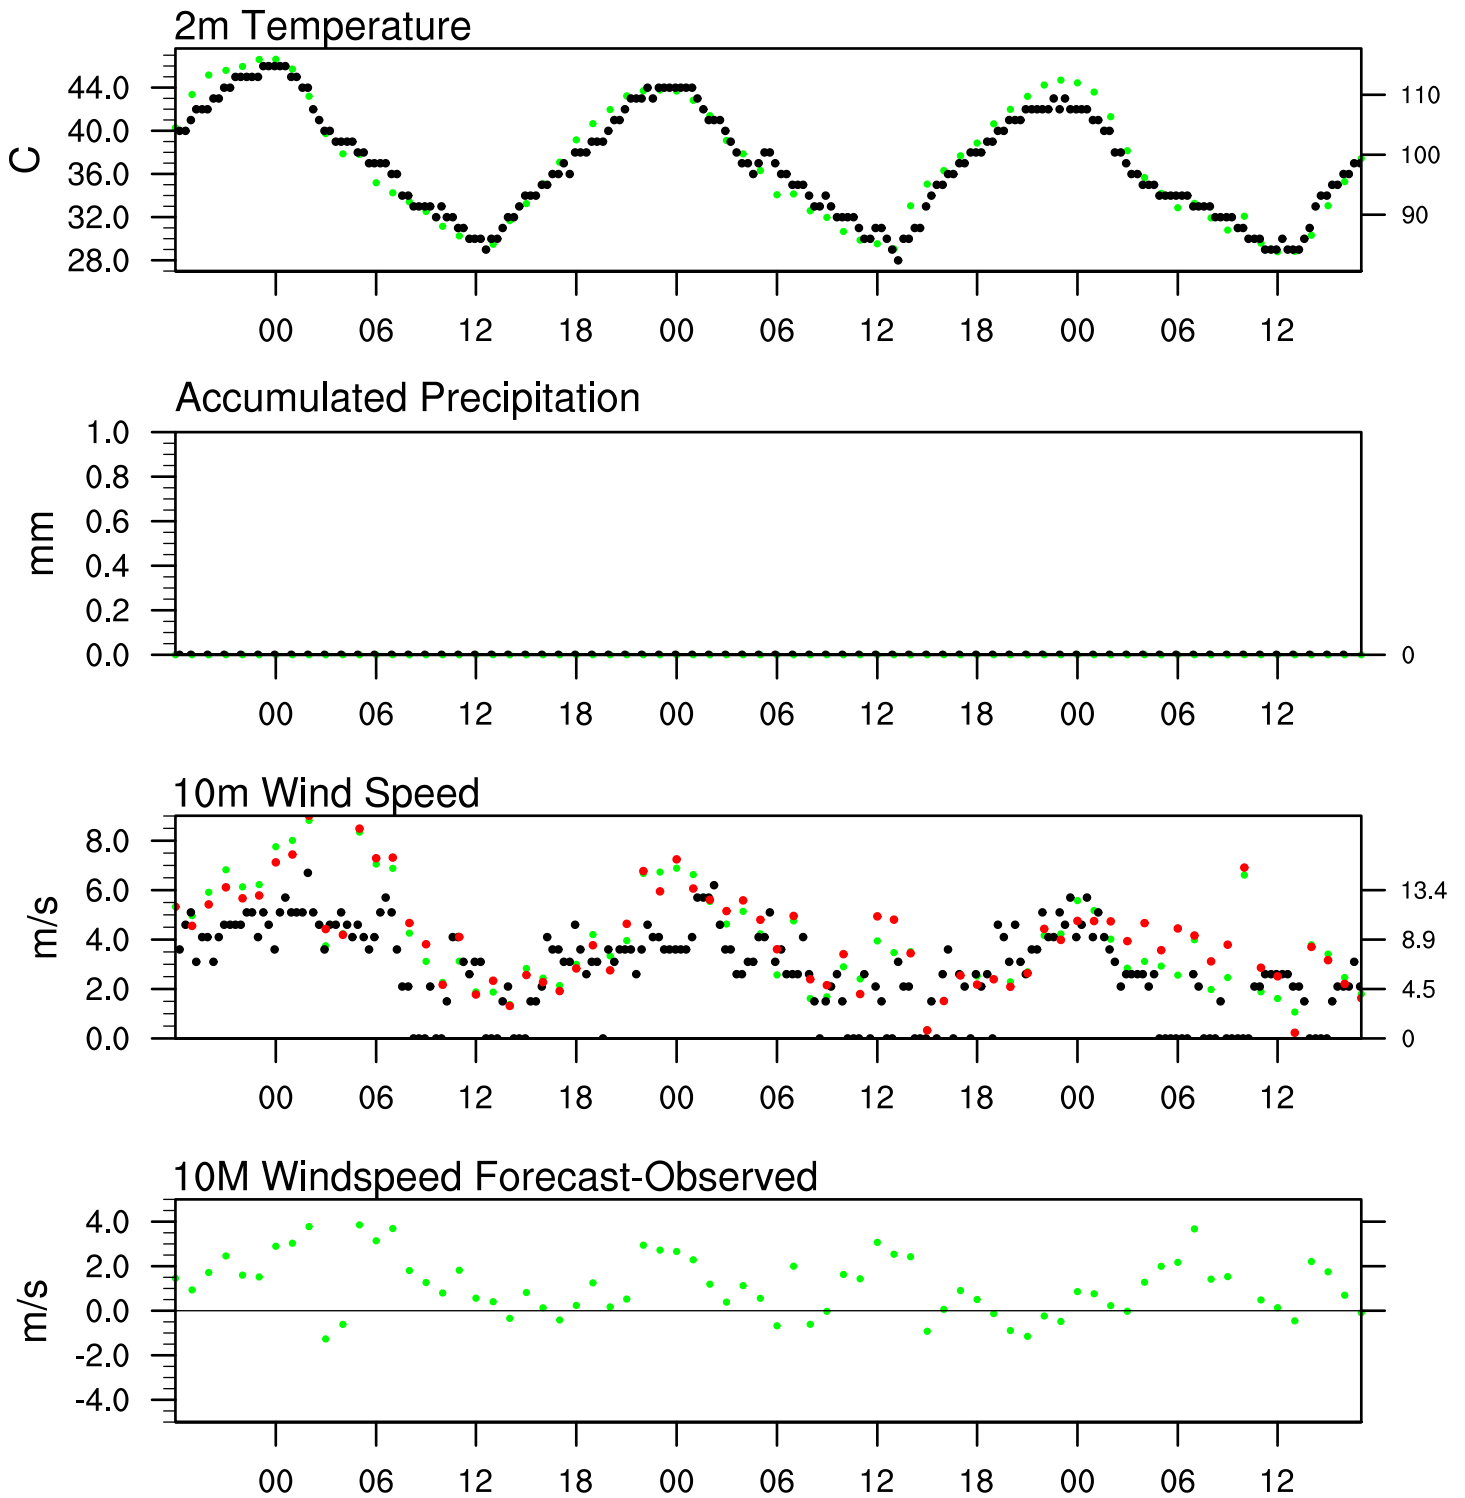 2m Temperature
44.0
40.0
36.0
32.0
28.0
C
110
100
90
00 06 12 18 00 06 12 18 00 06 12
Accumulated Precipitation
1.0
0.8
0.6
0.4
0.2
0.0
mm
0
00 06 12 18 00 06 12 18 00 06 12
10m Wind Speed
8.0
6.0
4.0
2.0
0.0
m/s
13.4
8.9
4.5
0
00 06 12 18 00 06 12 18 00 06 12
10M Windspeed Forecast-Observed
4.0
2.0
0.0
-2.0
-4.0
m/s
00 06 12 18 00 06 12 18 00 06 12